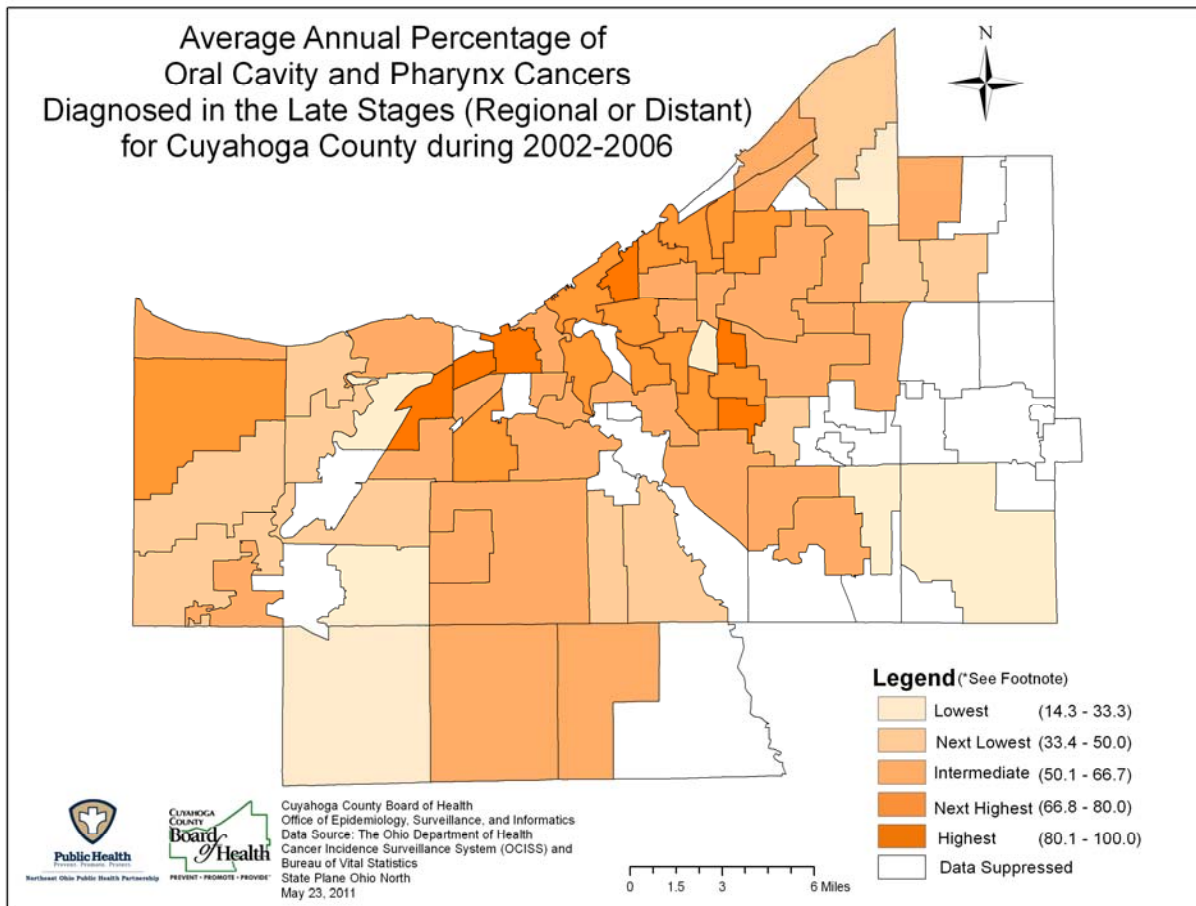 Average Annual Percentage of
Oral Cavity and Pharynx Cancers
Diagnosed in the Late Stages (Regional or Distant)
for Cuyahoga County during 2002-2006
N
Legend (*See Footnote)
Lowest (14.3 - 33.3)
Next Lowest (33.4 - 50.0)
Intermediate (50.1 - 66.7)
Next Highest (66.8 - 80.0)
Highest (80.1 - 100.0)
Data Suppressed
Public Health
Prevent. Promote. Protect.
Northeast Ohio Public Health Partnership
CUYAHOGA
COUNTY
Board
of Health
PREVENT • PROMOTE • PROVIDE
Cuyahoga County Board of Health
Office of Epidemiology, Surveillance, and Informatics
Data Source: The Ohio Department of Health
Cancer Incidence Surveillance System (OCISS) and
Bureau of Vital Statistics
State Plane Ohio North
May 23, 2011
0 1.5 3 6 Miles